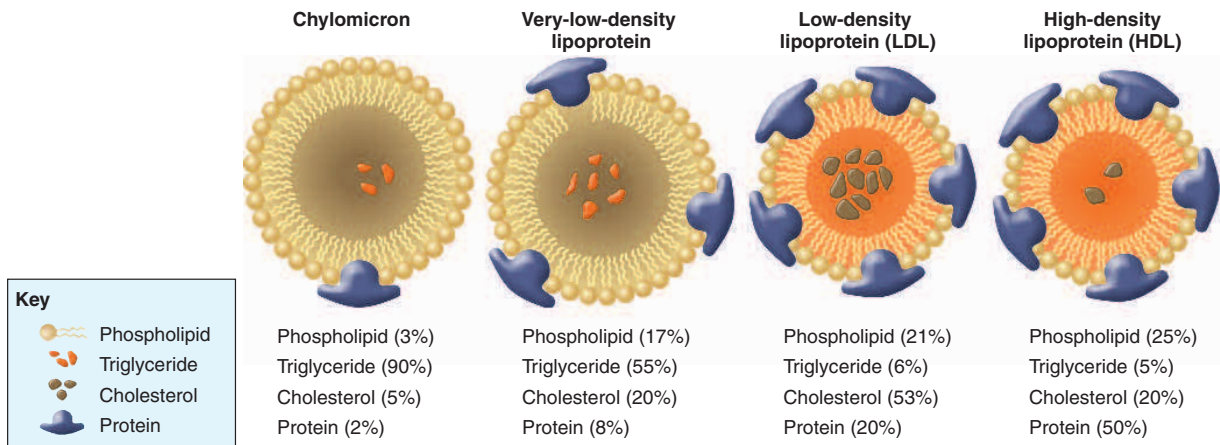 Chylomicron
Very-low-density
lipoprotein
Low-density
lipoprotein (LDL)
High-density
lipoprotein (HDL)
Key
Phospholipid
Triglyceride
Cholesterol
Protein
Phospholipid (3%)
Triglyceride (90%)
Cholesterol (5%)
Protein (2%)
Phospholipid (17%)
Triglyceride (55%)
Cholesterol (20%)
Protein (8%)
Phospholipid (21%)
Triglyceride (6%)
Cholesterol (53%)
Protein (20%)
Phospholipid (25%)
Triglyceride (5%)
Cholesterol (20%)
Protein (50%)